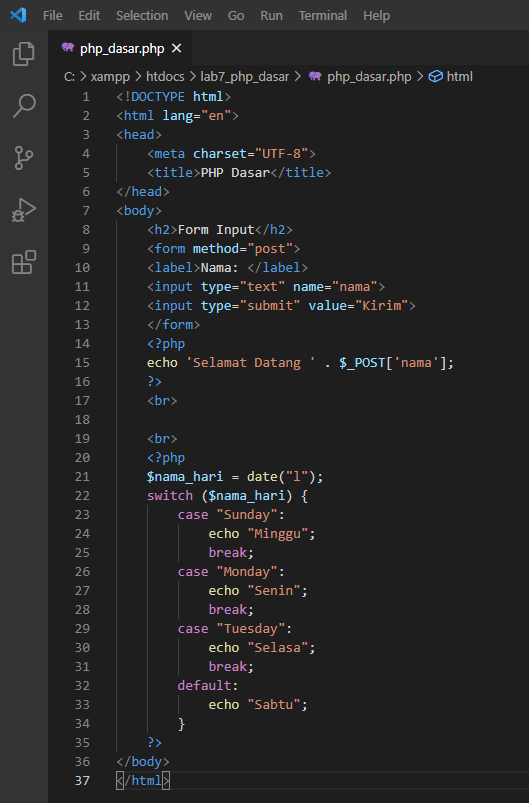 File Edit Selection View Go Run Terminal Help
php_dasar.php
C: > xampp > htdocs > lab7_php_dasar > php_dasar.php > html
1 <!DOCTYPE html>
2 <html lang="en">
3 <head>
4     <meta charset="UTF-8">
5     <title>PHP Dasar</title>
6 </head>
7 <body>
8     <h2>Form Input</h2>
9     <form method="post">
10     <label>Nama: </label>
11     <input type="text" name="nama">
12     <input type="submit" value="Kirim">
13     </form>
14     <?php
15     echo 'Selamat Datang ' . $_POST['nama'];
16     ?>
17     <br>
18
19     <br>
20     <?php
21     $nama_hari = date("l");
22     switch ($nama_hari) {
23         case "Sunday":
24             echo "Minggu";
25             break;
26         case "Monday":
27             echo "Senin";
28             break;
29         case "Tuesday":
30             echo "Selasa";
31             break;
32         default:
33             echo "Sabtu";
34         }
35     ?>
36 </body>
37 </html>